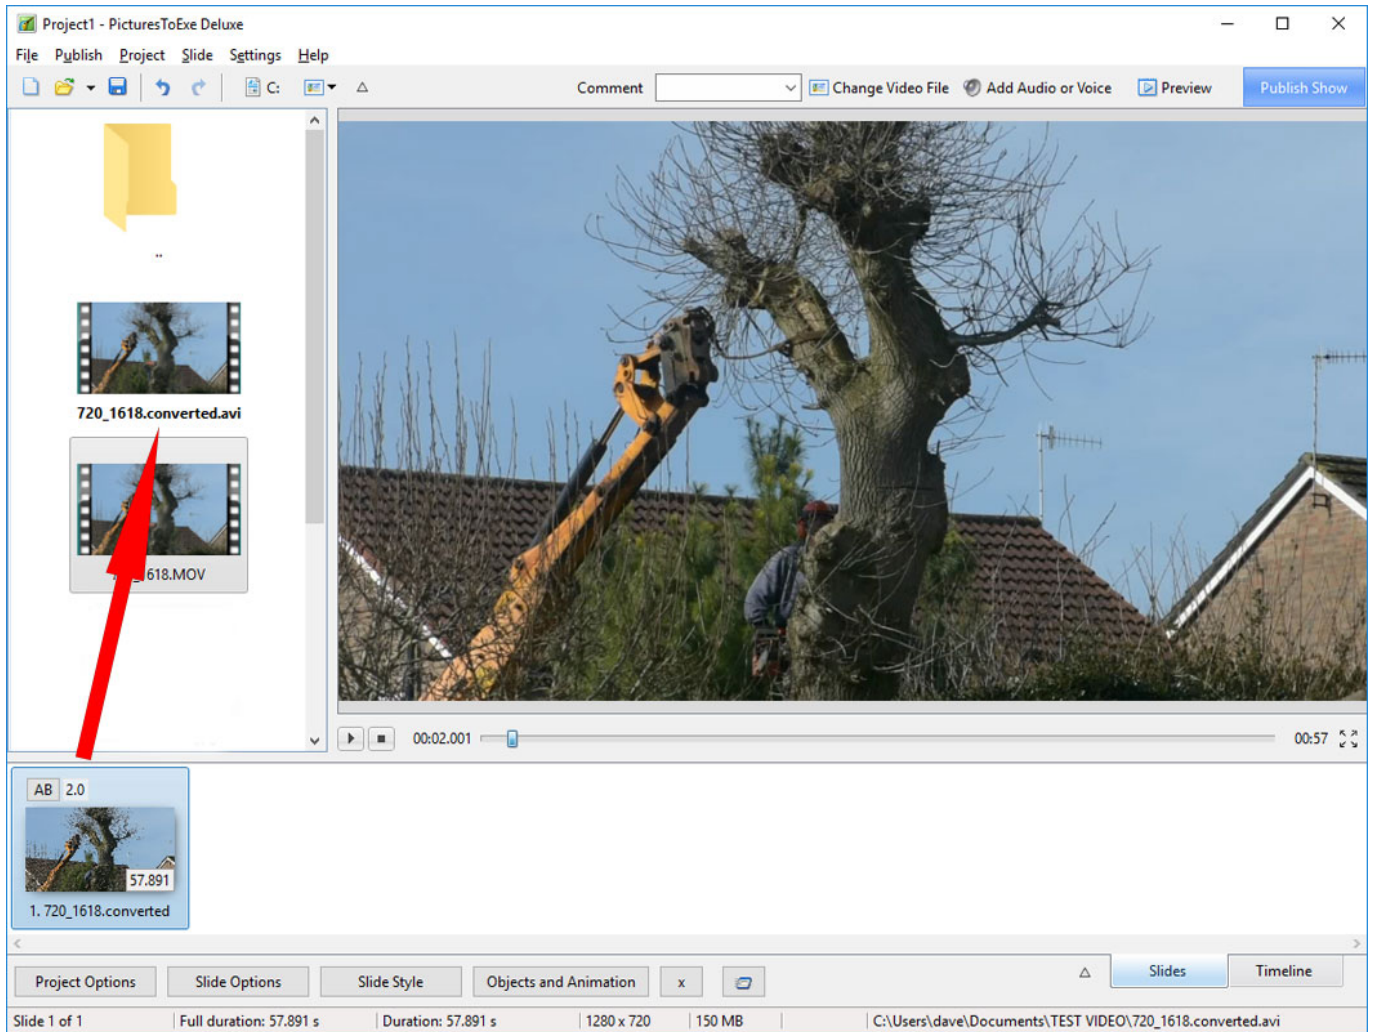 Project1 - PicturesToExe Deluxe
File Publish Project Slide Settings Help
C: Comment Change Video File Add Audio or Voice Preview Publish Show
..
720_1618.converted.avi
618.MOV
00:02.001 00:57
AB 2.0
57.891
1. 720_1618.converted
Project Options Slide Options Slide Style Objects and Animation x Slides Timeline
Slide 1 of 1 Full duration: 57.891 s Duration: 57.891 s 1280 x 720 150 MB C:\Users\dave\Documents\TEST VIDEO\720_1618.converted.avi